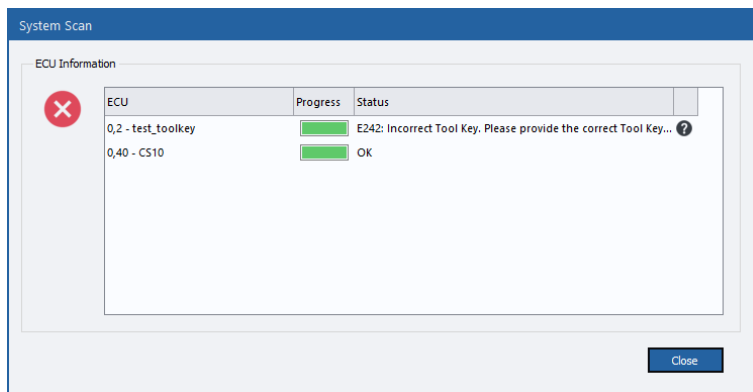 System Scan
ECU Information
ECU Progress Status
0,2 - test_toolkey E242: Incorrect Tool Key. Please provide the correct Tool Key... ?
0,40 - CS10 OK
Close